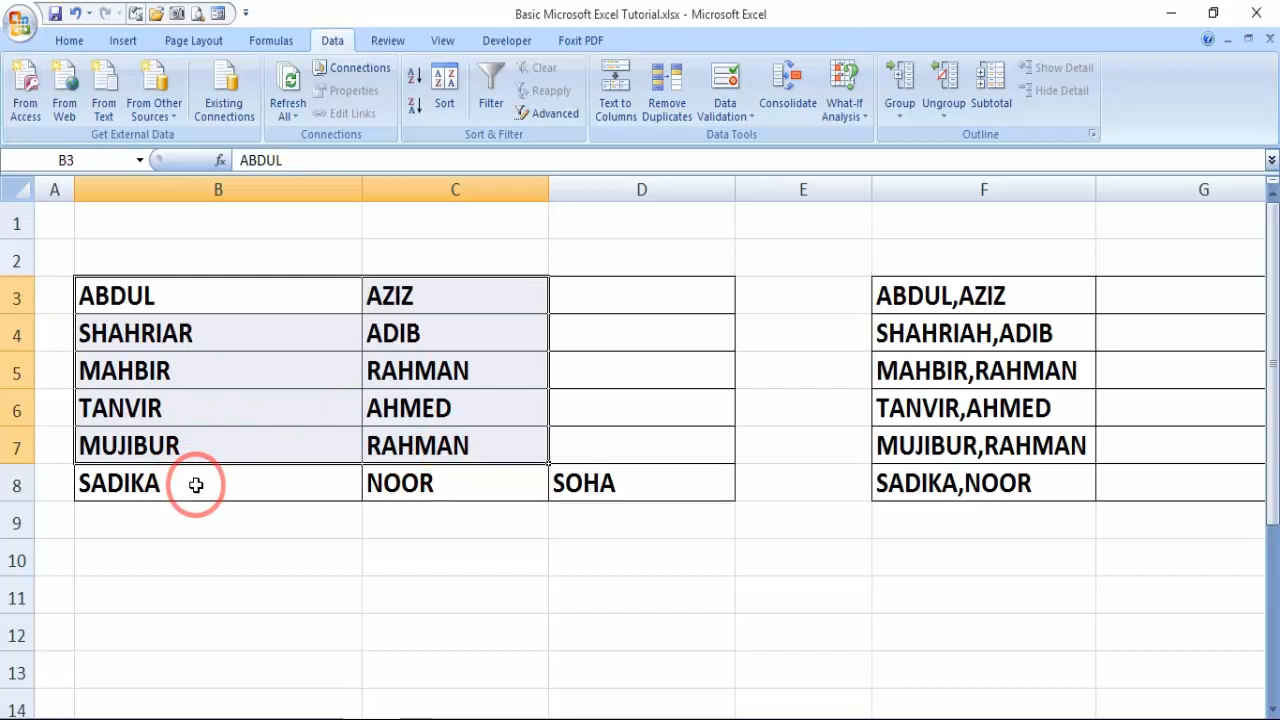 Basic Microsoft Excel Tutorial.xlsx - Microsoft Excel
Home Insert Page Layout Formulas Data Review View Developer Foxit PDF
From Access
From Web
From Text
From Other Sources
Existing Connections
Get External Data
Refresh All
Connections
Properties
Edit Links
Connections
Sort
Filter
Clear
Reapply
Advanced
Sort & Filter
Text to Columns
Remove Duplicates
Data Validation
Consolidate
What-If Analysis
Data Tools
Group
Ungroup
Subtotal
Show Detail
Hide Detail
Outline
B3 fx ABDUL
A B C D E F G
1
2
3 ABDUL AZIZ ABDUL,AZIZ
4 SHAHRIAR ADIB SHAHRIAH,ADIB
5 MAHBIR RAHMAN MAHBIR,RAHMAN
6 TANVIR AHMED TANVIR,AHMED
7 MUJIBUR RAHMAN MUJIBUR,RAHMAN
8 SADIKA NOOR SOHA SADIKA,NOOR
9
10
11
12
13
14